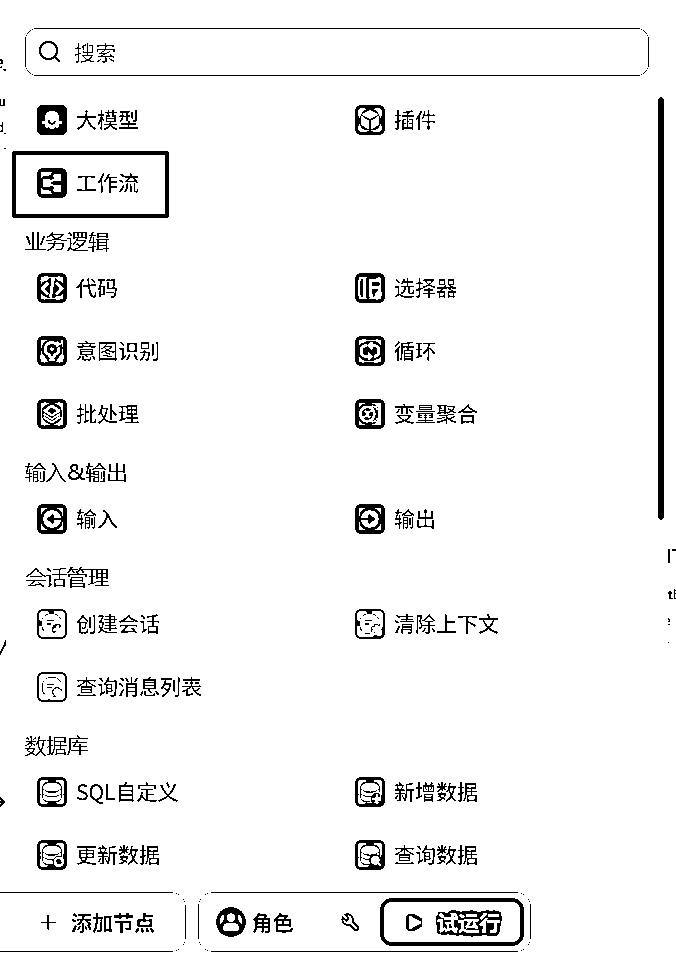 搜索
大模型 插件
工作流
业务逻辑
代码 选择器
意图识别 循环
批处理 变量聚合
输入&输出
输入 输出
会话管理
创建会话 清除上下文
查询消息列表
数据库
SQL自定义 新增数据
更新数据 查询数据
+ 添加节点 角色 试运行